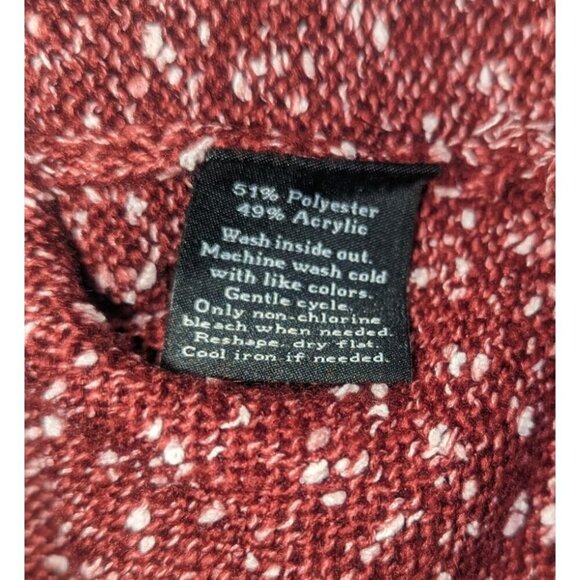 51% Polyester
49% Acrylic
Wash inside out.
Machine wash cold
with like colors.
Gentle cycle.
Only non-chlorine
bleach when needed.
Reshape, dry flat.
Cool iron if needed.